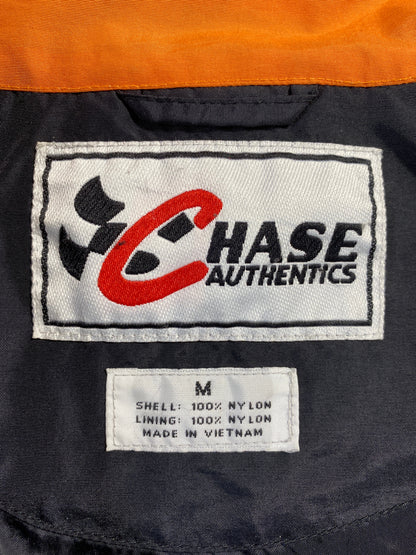 CHASE
AUTHENTICS
M
SHELL: 100% NYLON
LINING: 100% NYLON
MADE IN VIETNAM